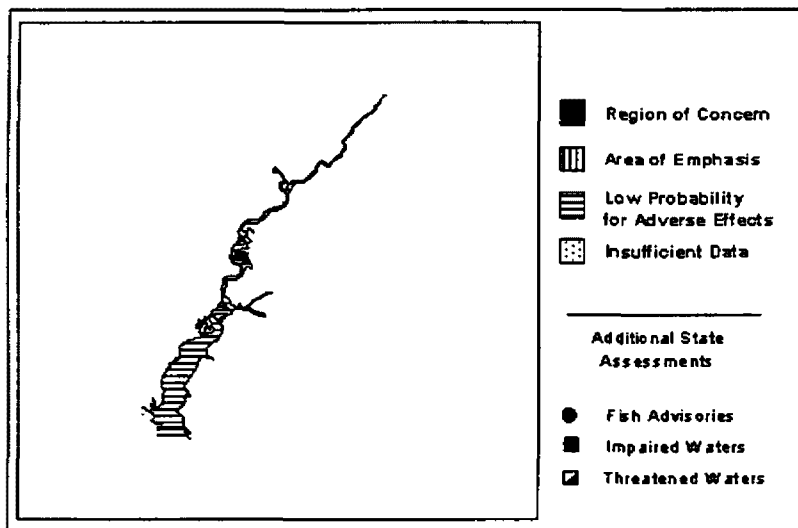 Region of Concern
Area of Emphasis
Low Probability
for Adverse Effects
Insufficient Data
Additional State
Assessments
Fish Advisories
Impaired Waters
Threatened Waters